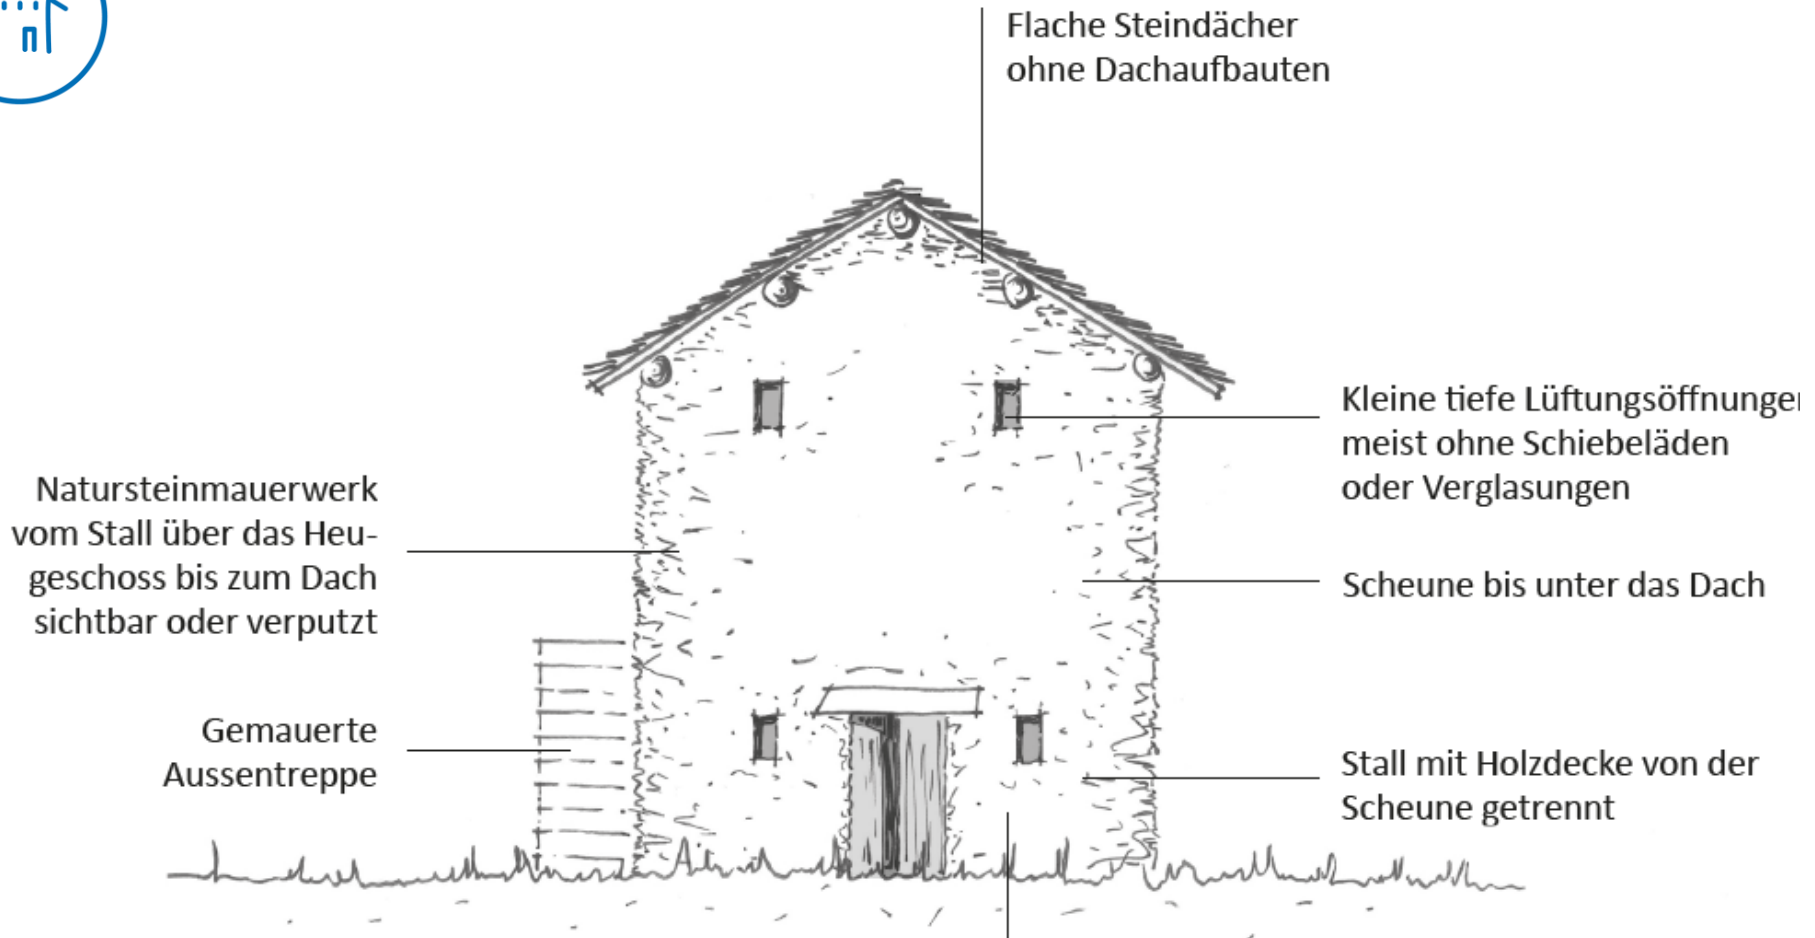 Flache Steindächer
ohne Dachaufbauten
Kleine tiefe Lüftungsöffnungen
meist ohne Schiebeläden
oder Verglasungen
Natursteinmauerwerk
vom Stall über das Heu-
geschoss bis zum Dach
sichtbar oder verputzt
Scheune bis unter das Dach
Gemauerte
Aussentreppe
Stall mit Holzdecke von der
Scheune getrennt